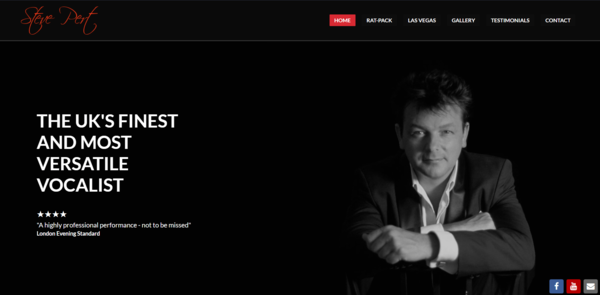 Steve Pert
HOME RAT-PACK LAS VEGAS GALLERY TESTIMONIALS CONTACT
THE UK'S FINEST
AND MOST
VERSATILE
VOCALIST
★★★★
"A highly professional performance - not to be missed"
London Evening Standard